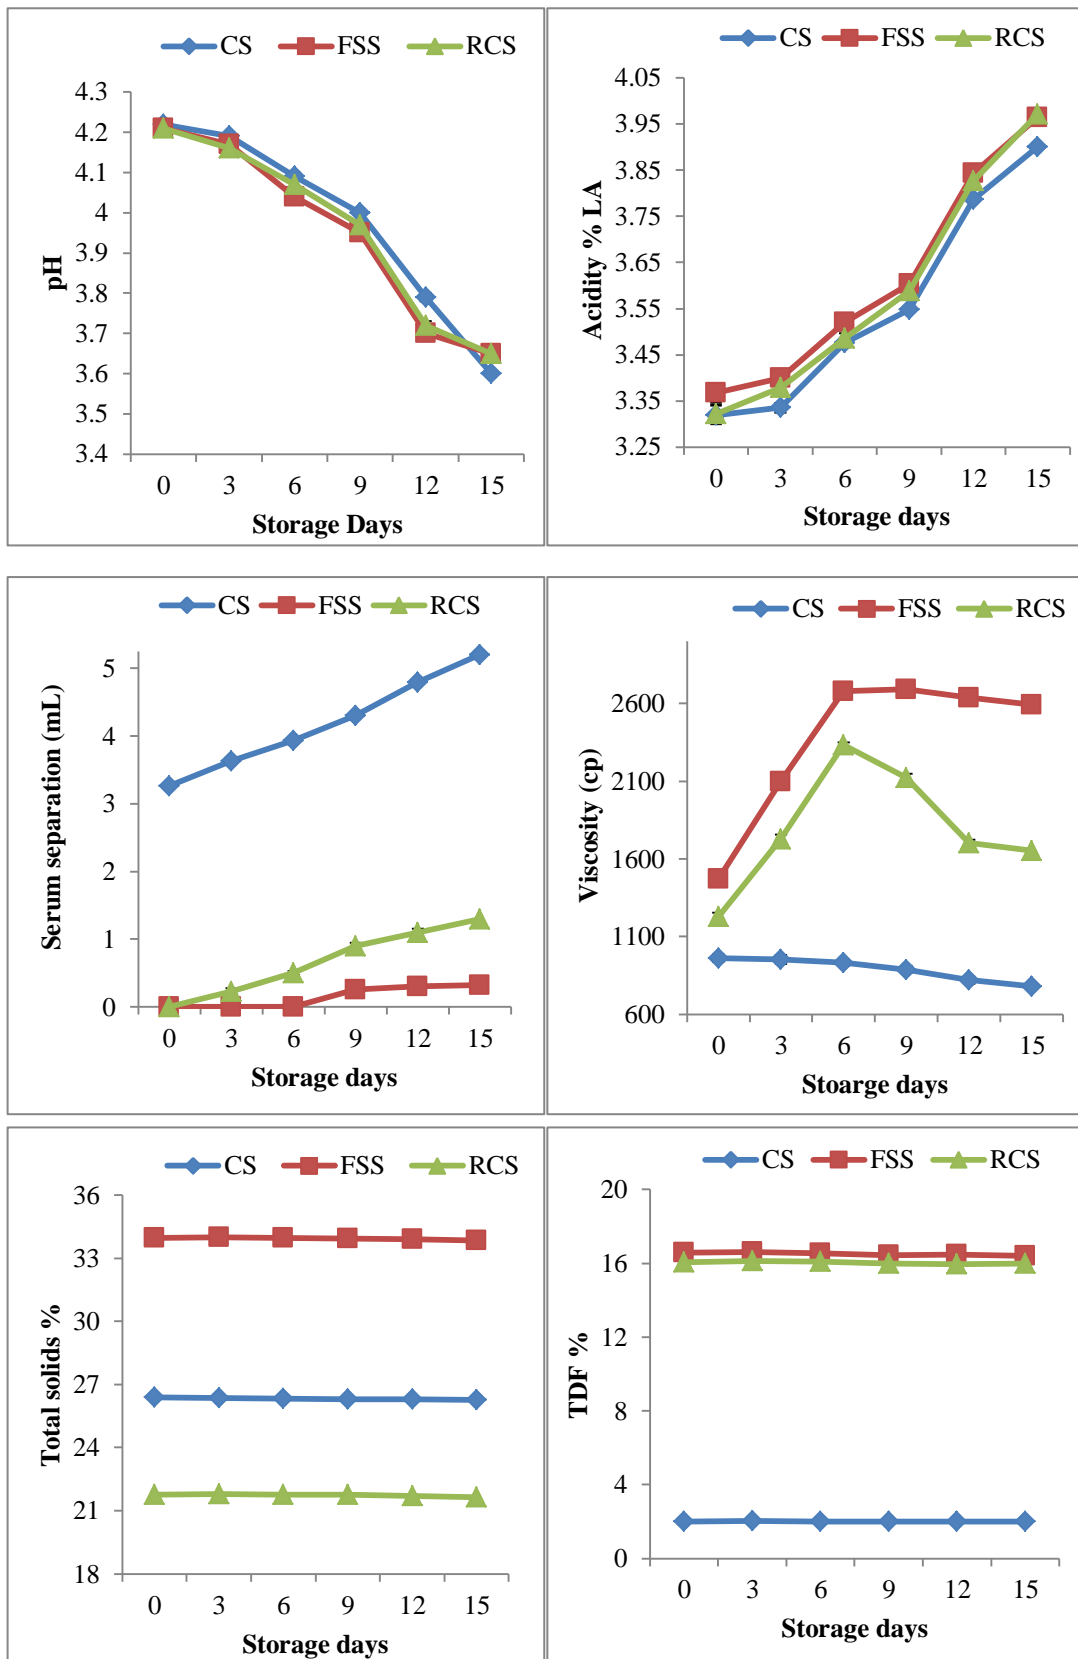 CS FSS RCS
4.3
4.2
4.1
4
3.9
3.8
3.7
3.6
3.5
3.4
pH
0 3 6 9 12 15
Storage Days
CS FSS RCS
4.05
3.95
3.85
3.75
3.65
3.55
3.45
3.35
3.25
Acidity % LA
0 3 6 9 12 15
Storage days
CS FSS RCS
5
4
3
2
1
0
Serum separation (mL)
0 3 6 9 12 15
Storage days
CS FSS RCS
2600
2100
1600
1100
600
Viscosity (cp)
0 3 6 9 12 15
Stoarge days
CS FSS RCS
36
33
30
27
24
21
18
Total solids %
0 3 6 9 12 15
Storage days
CS FSS RCS
20
16
12
8
4
0
TDF %
0 3 6 9 12 15
Storage days